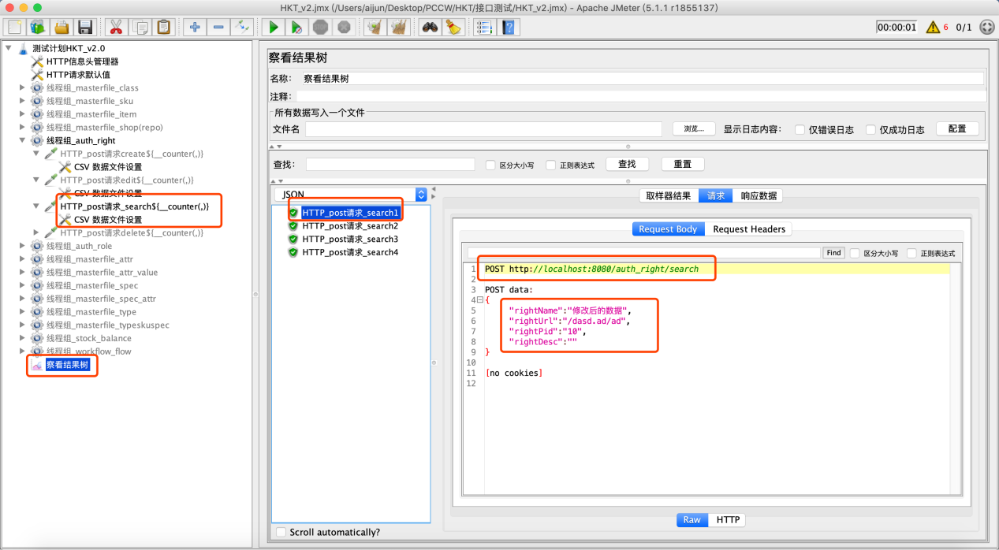 HKT_v2.jmx (/Users/aijun/Desktop/PCCW/HKT/接口测试/HKT_v2.jmx) - Apache JMeter (5.1.1 r1855137)
00:00:01
6
0/1
测试计划HKT_v2.0
HTTP信息头管理器
HTTP请求默认值
线程组_masterfile_class
线程组_masterfile_sku
线程组_masterfile_item
线程组_masterfile_shop(repo)
线程组_auth_right
HTTP_post请求create${__counter(,)}
CSV 数据文件设置
HTTP_post请求edit${__counter(,)}
CSV 数据文件设置
HTTP_post请求_search${__counter(,)}
CSV 数据文件设置
HTTP_post请求delete${__counter(,)}
线程组_auth_role
线程组_masterfile_attr
线程组_masterfile_attr_value
线程组_masterfile_spec
线程组_masterfile_spec_attr
线程组_masterfile_type
线程组_masterfile_typeskuspec
线程组_stock_balance
线程组_workflow_flow
察看结果树
察看结果树
名称： 察看结果树
注释：
所有数据写入一个文件
文件名 浏览... 显示日志内容： 仅错误日志 仅成功日志 配置
查找： 区分大小写 正则表达式 查找 重置
JSON
HTTP_post请求_search1
HTTP_post请求_search2
HTTP_post请求_search3
HTTP_post请求_search4
Scroll automatically?
取样器结果 请求 响应数据
Request Body Request Headers
Find 区分大小写 正则表达式
1 POST http://localhost:8080/auth_right/search
2
3 POST data:
4 {
5 "rightName":"修改后的数据",
6 "rightUrl":"/dasd.ad/ad",
7 "rightPid":"10",
8 "rightDesc":""
9 }
10
11 [no cookies]
12
Raw HTTP